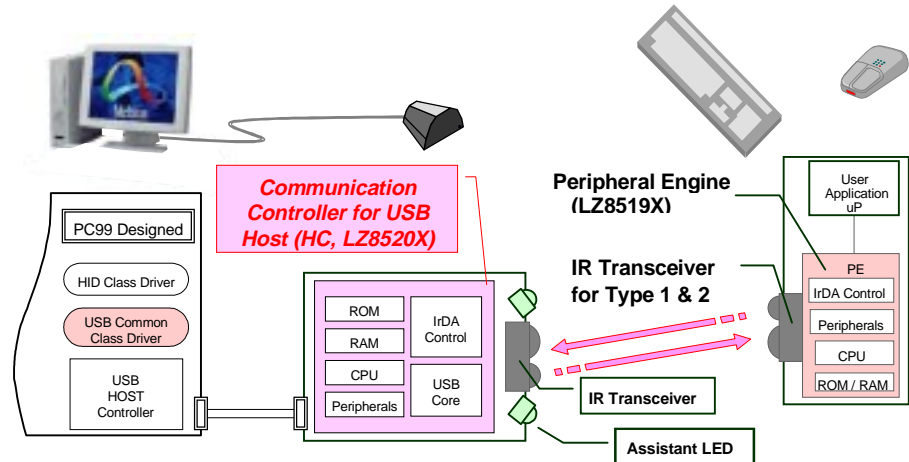 Communication
Controller for USB
Host (HC, LZ8520X)
Peripheral Engine
(LZ8519X)
IR Transceiver
for Type 1 & 2
User
Application
uP
PE
IrDA Control
Peripherals
CPU
ROM / RAM
PC99 Designed
HID Class Driver
USB Common
Class Driver
USB
HOST
Controller
ROM
RAM
CPU
Peripherals
IrDA
Control
USB
Core
IR Transceiver
Assistant LED